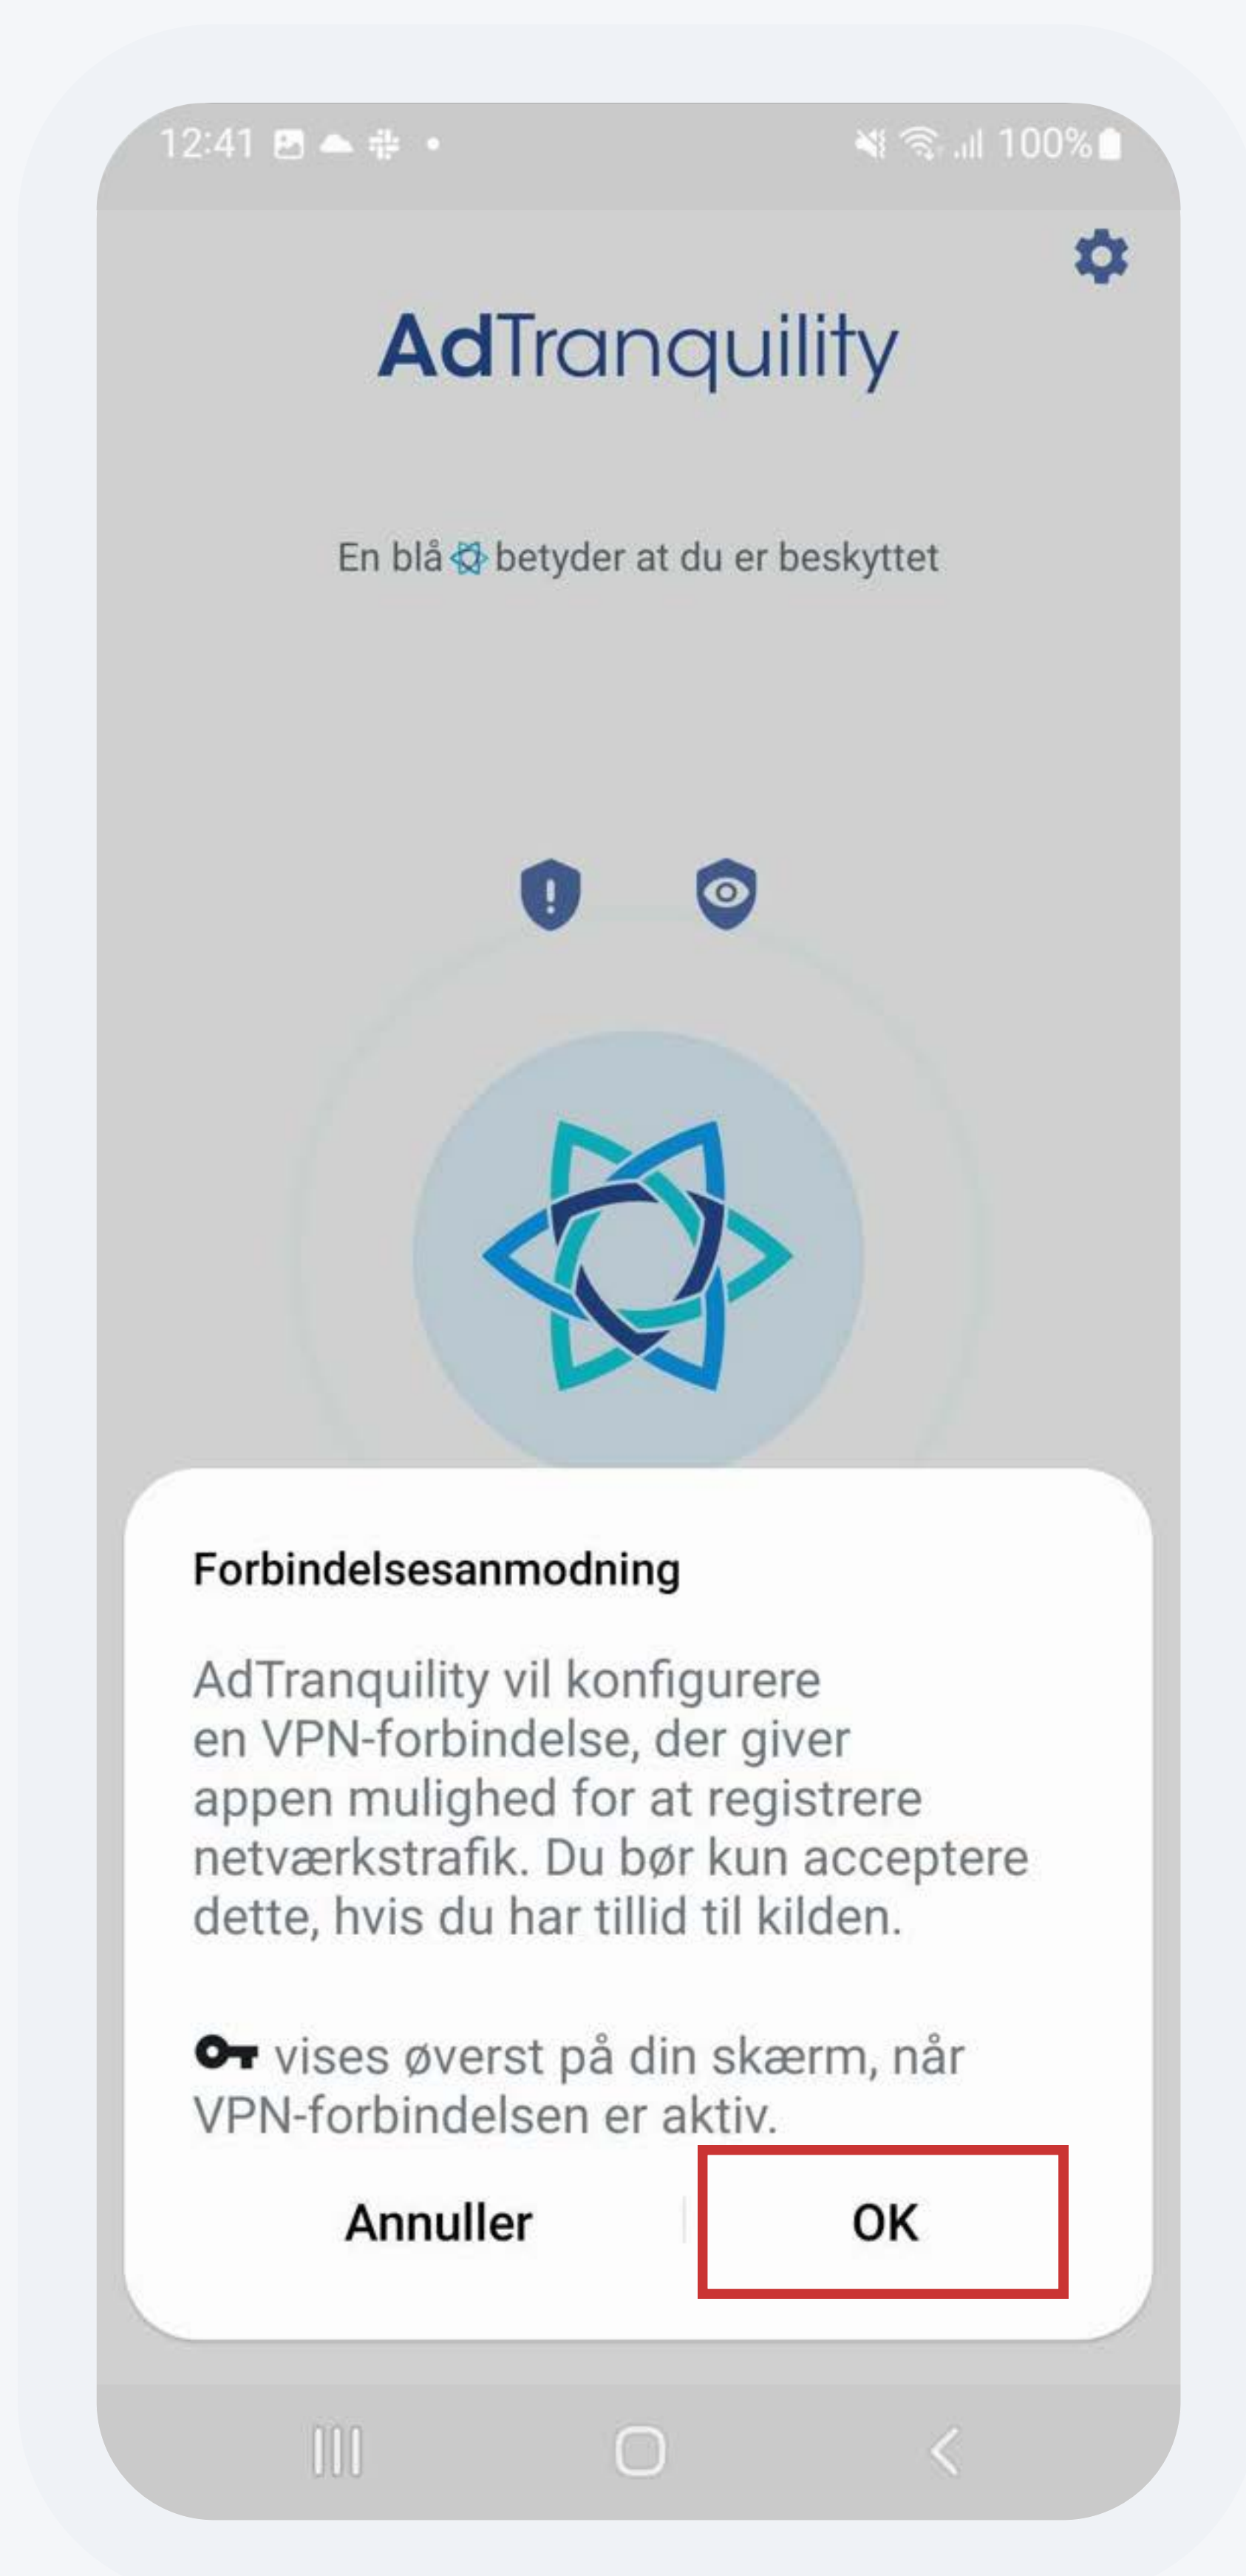 12:41
100%
AdTranquility
En blå betyder at du er beskyttet
Forbindelsesanmodning
AdTranquility vil konfigurere
en VPN-forbindelse, der giver
appen mulighed for at registrere
netværkstrafik. Du bør kun acceptere
dette, hvis du har tillid til kilden.
vises øverst på din skærm, når
VPN-forbindelsen er aktiv.
Annuller
OK